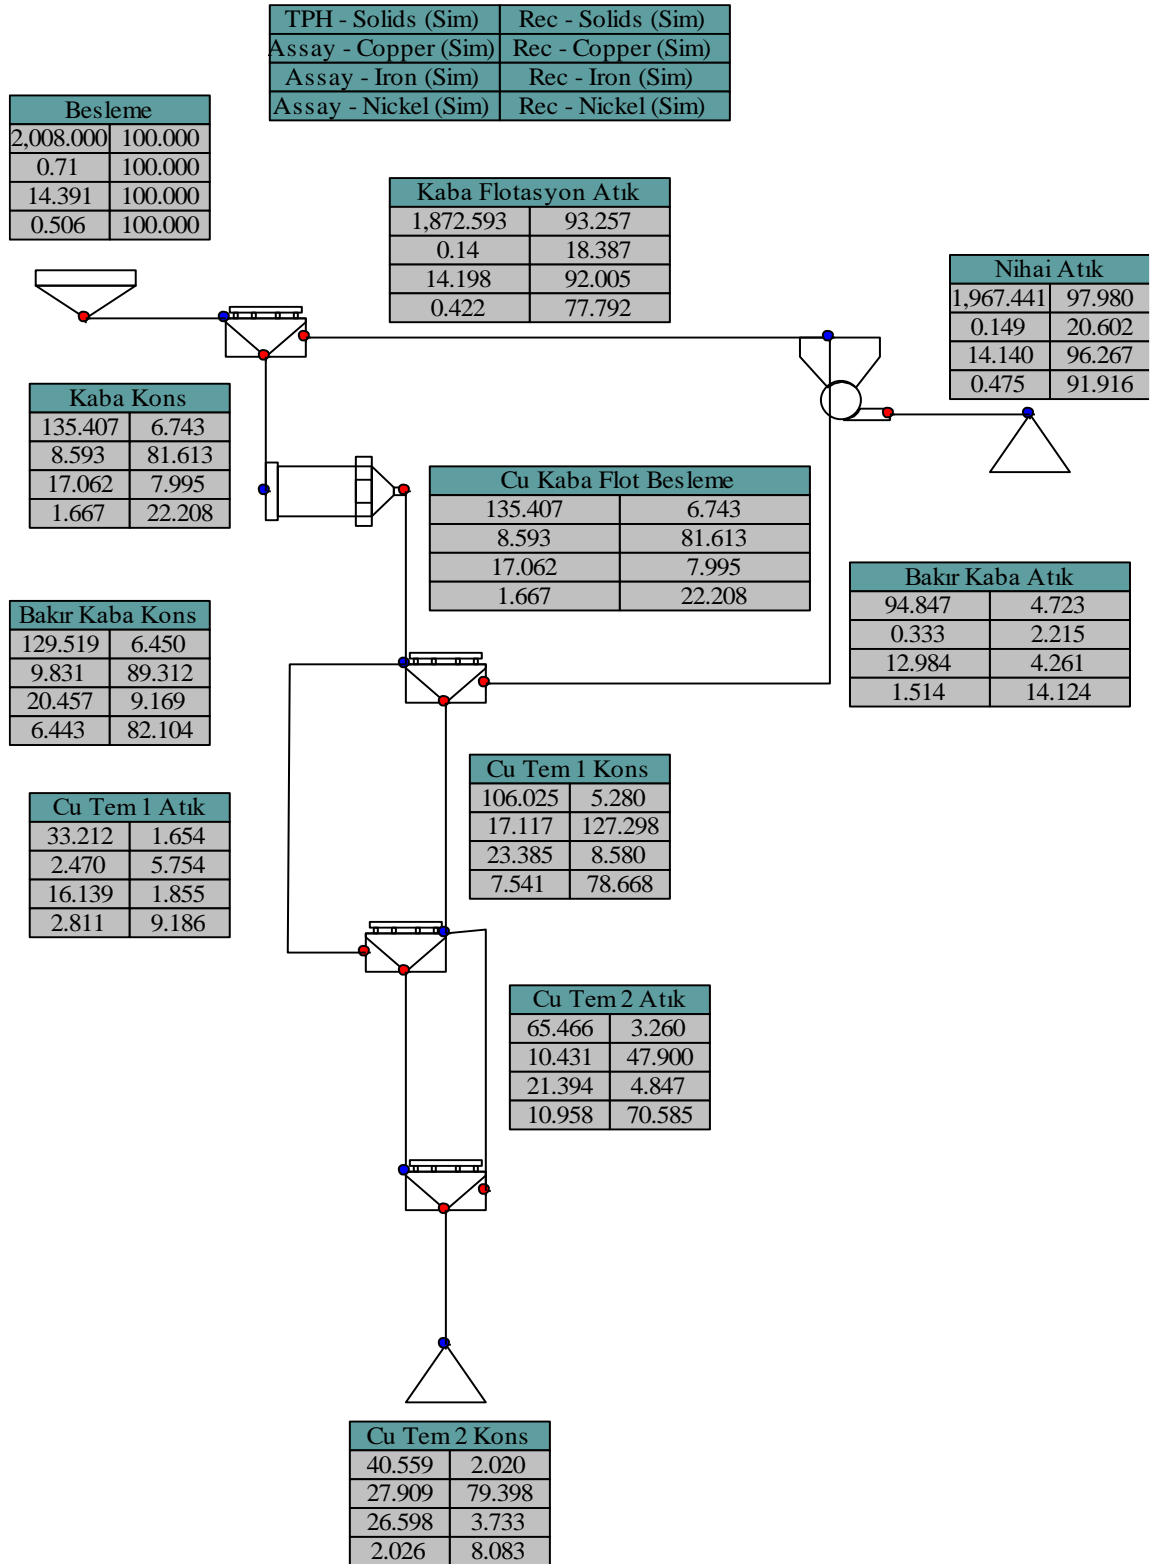 TPH - Solids (Sim) Rec - Solids (Sim)
Assay - Copper (Sim) Rec - Copper (Sim)
Assay - Iron (Sim) Rec - Iron (Sim)
Assay - Nickel (Sim) Rec - Nickel (Sim)
Besleme
2,008.000 100.000
0.71 100.000
14.391 100.000
0.506 100.000
Kaba Flotasyon Atık
1,872.593 93.257
0.14 18.387
14.198 92.005
0.422 77.792
Nihai Atık
1,967.441 97.980
0.149 20.602
14.140 96.267
0.475 91.916
Kaba Kons
135.407 6.743
8.593 81.613
17.062 7.995
1.667 22.208
Cu Kaba Flot Besleme
135.407 6.743
8.593 81.613
17.062 7.995
1.667 22.208
Bakır Kaba Atık
94.847 4.723
0.333 2.215
12.984 4.261
1.514 14.124
Bakır Kaba Kons
129.519 6.450
9.831 89.312
20.457 9.169
6.443 82.104
Cu Tem 1 Kons
106.025 5.280
17.117 127.298
23.385 8.580
7.541 78.668
Cu Tem 1 Atık
33.212 1.654
2.470 5.754
16.139 1.855
2.811 9.186
Cu Tem 2 Atık
65.466 3.260
10.431 47.900
21.394 4.847
10.958 70.585
Cu Tem 2 Kons
40.559 2.020
27.909 79.398
26.598 3.733
2.026 8.083